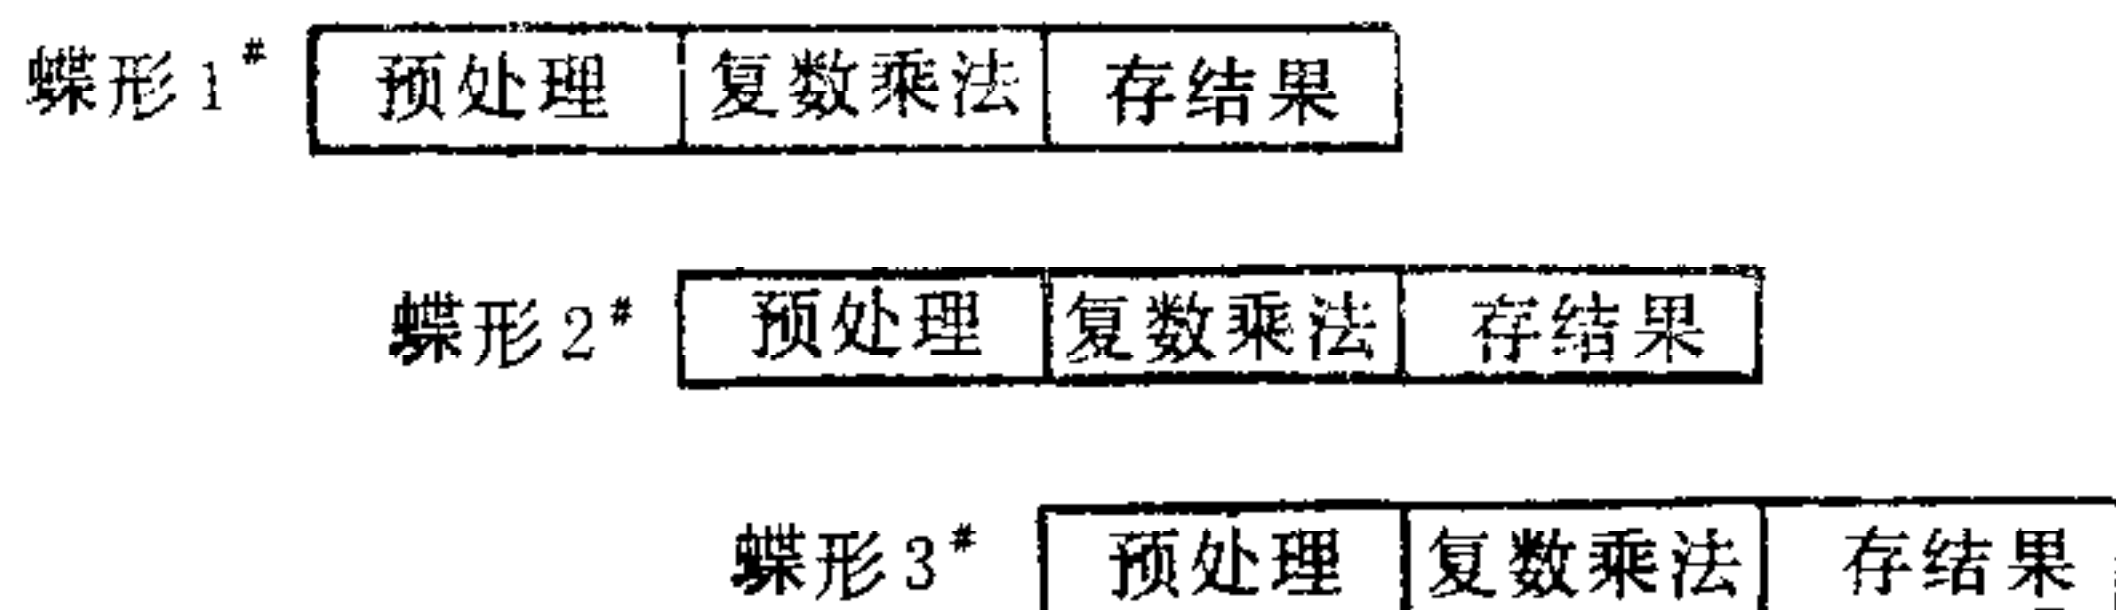 蝶形1# 预处理 复数乘法 存结果
蝶形2# 预处理 复数乘法 存结果
蝶形3# 预处理 复数乘法 存结果